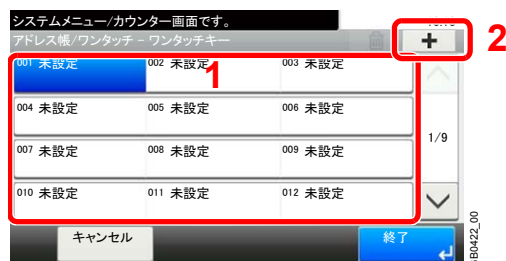 システムメニュー/カウンター画面です。
アドレス帳/ワンタッチ - ワンタッチキー
+
2
001 未設定 002 未設定 003 未設定
1
004 未設定 005 未設定 006 未設定
1/9
007 未設定 008 未設定 009 未設定
010 未設定 011 未設定 012 未設定
キャンセル 終了
B0422_00